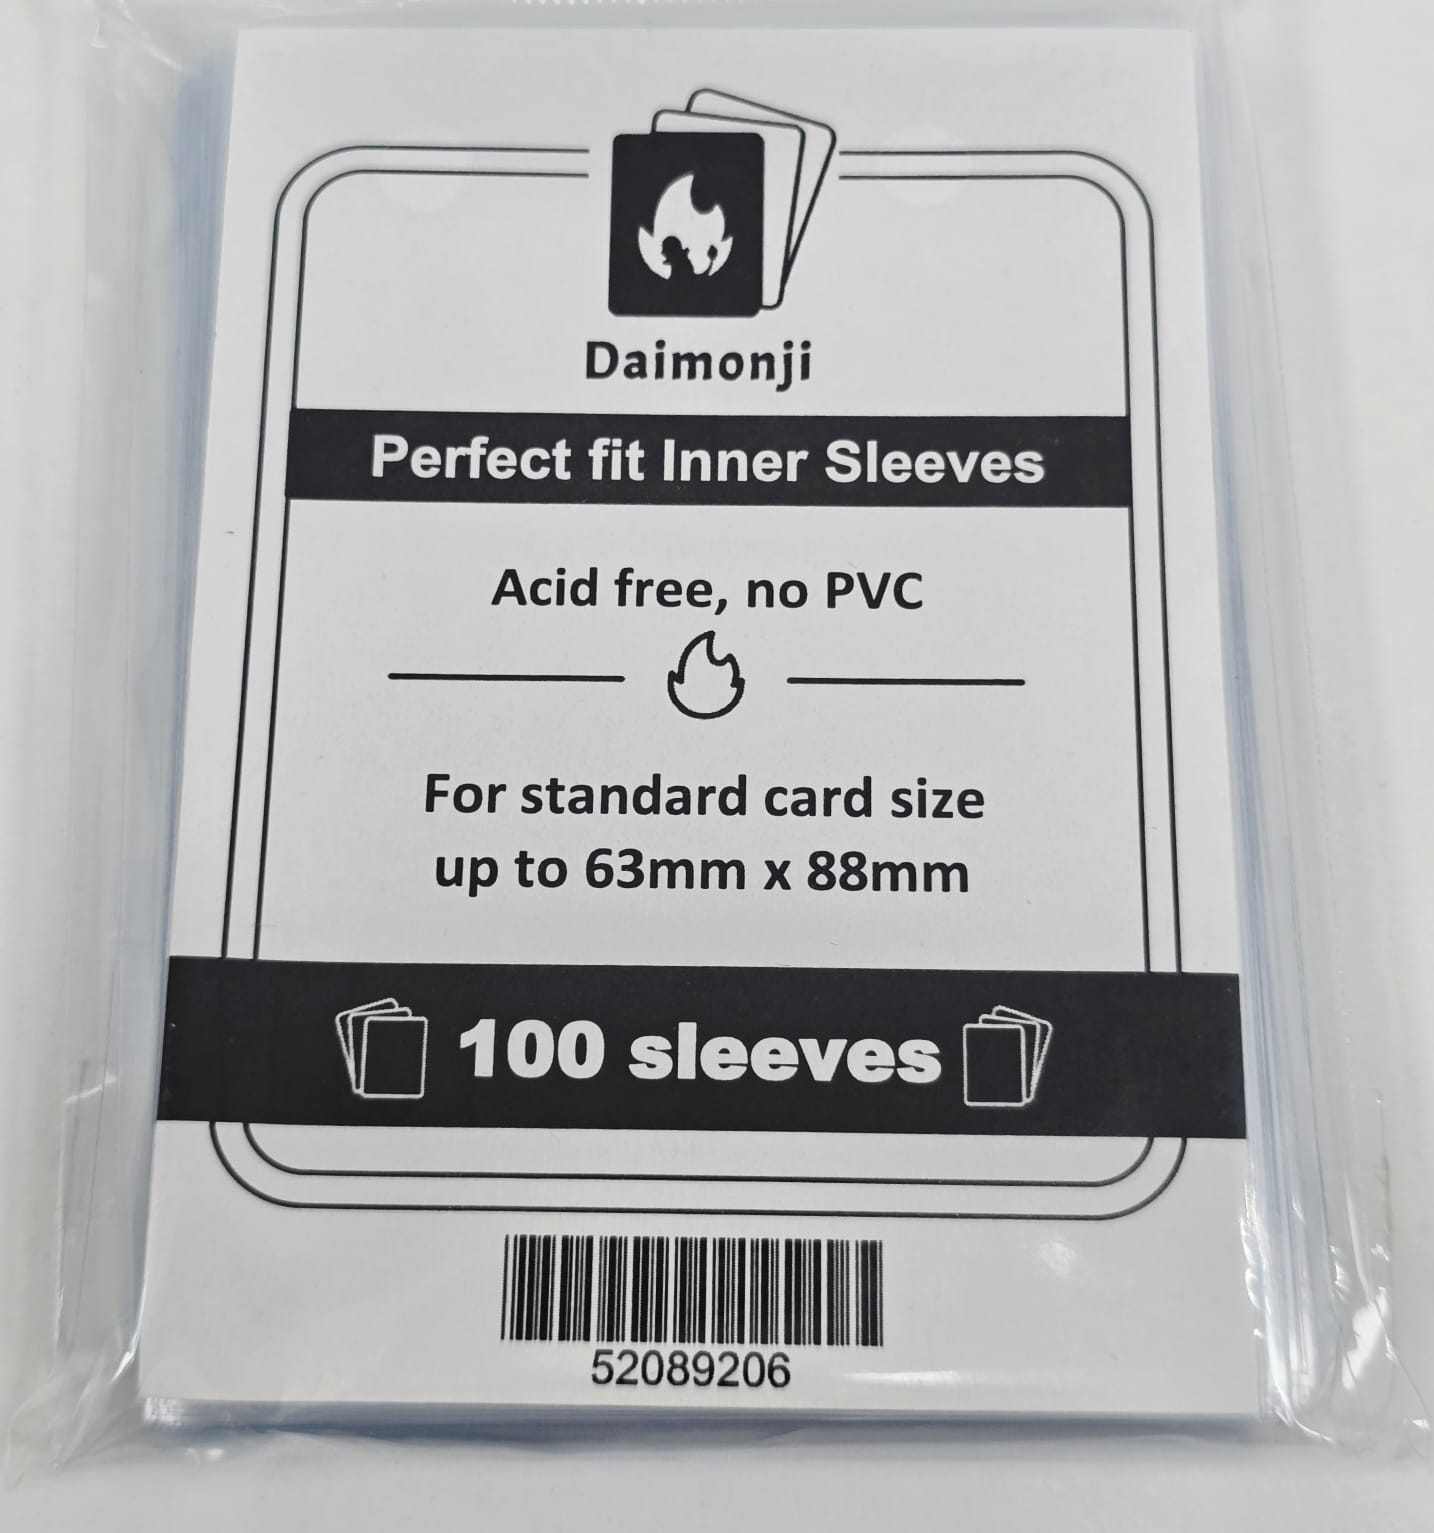 Daimonji
Perfect fit Inner Sleeves
Acid free, no PVC
For standard card size
up to 63mm x 88mm
100 sleeves
52089206